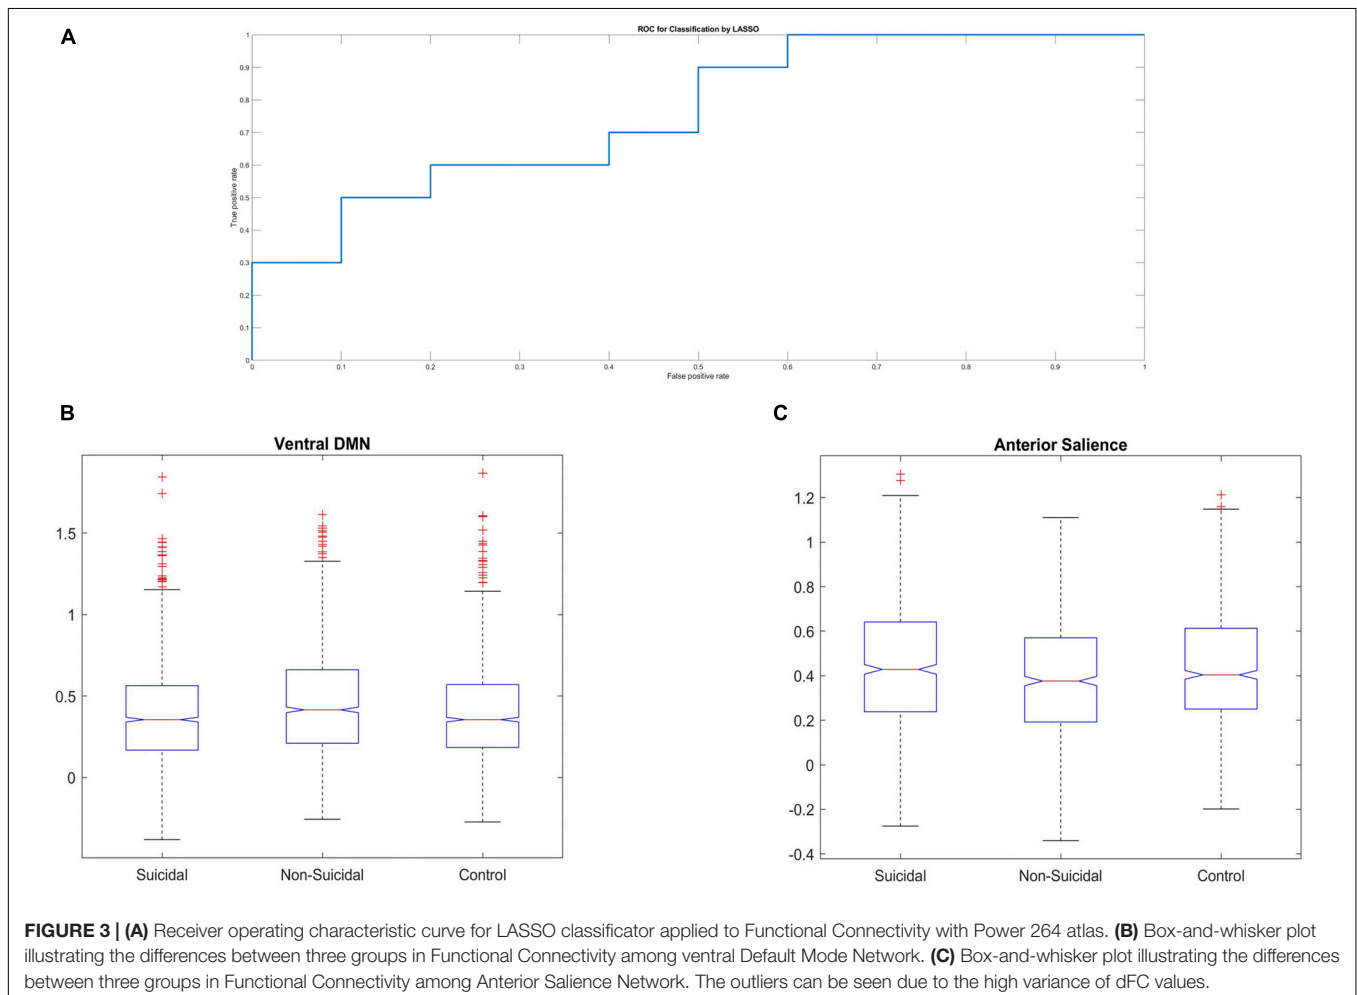 A
ROC for Classification by LASSO
1
0.9
0.8
0.7
0.6
0.5
0.4
0.3
0.2
0.1
0
True positive rate
0 0.1 0.2 0.3 0.4 0.5 0.6 0.7 0.8 0.9 1
False positive rate
B
Ventral DMN
1.5
1
0.5
0
Suicidal Non-Suicidal Control
C
Anterior Salience
1.2
1
0.8
0.6
0.4
0.2
0
-0.2
-0.4
Suicidal Non-Suicidal Control
FIGURE 3 | (A) Receiver operating characteristic curve for LASSO classificator applied to Functional Connectivity with Power 264 atlas. (B) Box-and-whisker plot
illustrating the differences between three groups in Functional Connectivity among ventral Default Mode Network. (C) Box-and-whisker plot illustrating the differences
between three groups in Functional Connectivity among Anterior Salience Network. The outliers can be seen due to the high variance of dFC values.